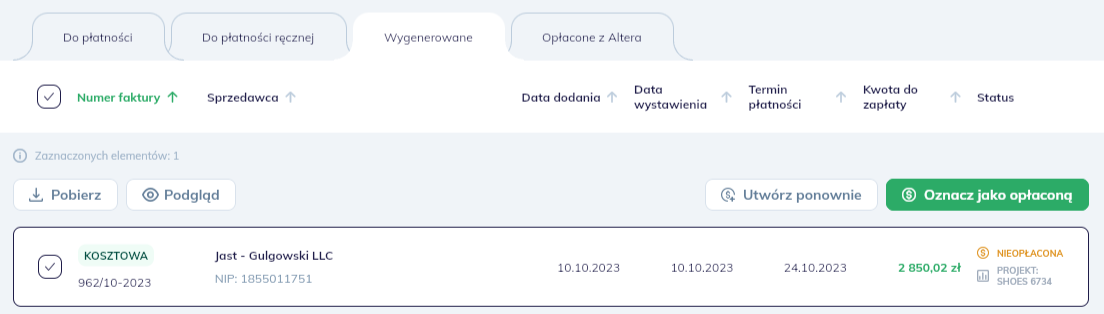 Do płatności
Do płatności ręcznej
Wygenerowane
Opłacone z Altera
Numer faktury
Sprzedawca
Data dodania
Data
wystawienia
Termin
płatności
Kwota do
zapłaty
Status
Zaznaczonych elementów: 1
Pobierz
Podgląd
Utwórz ponownie
Oznacz jako opłaconą
KOSZTOWA
962/10-2023
Jast - Gulgowski LLC
NIP: 1855011751
10.10.2023
10.10.2023
24.10.2023
2 850,02 zł
NIEOPŁACONA
PROJEKT:
SHOES 6734